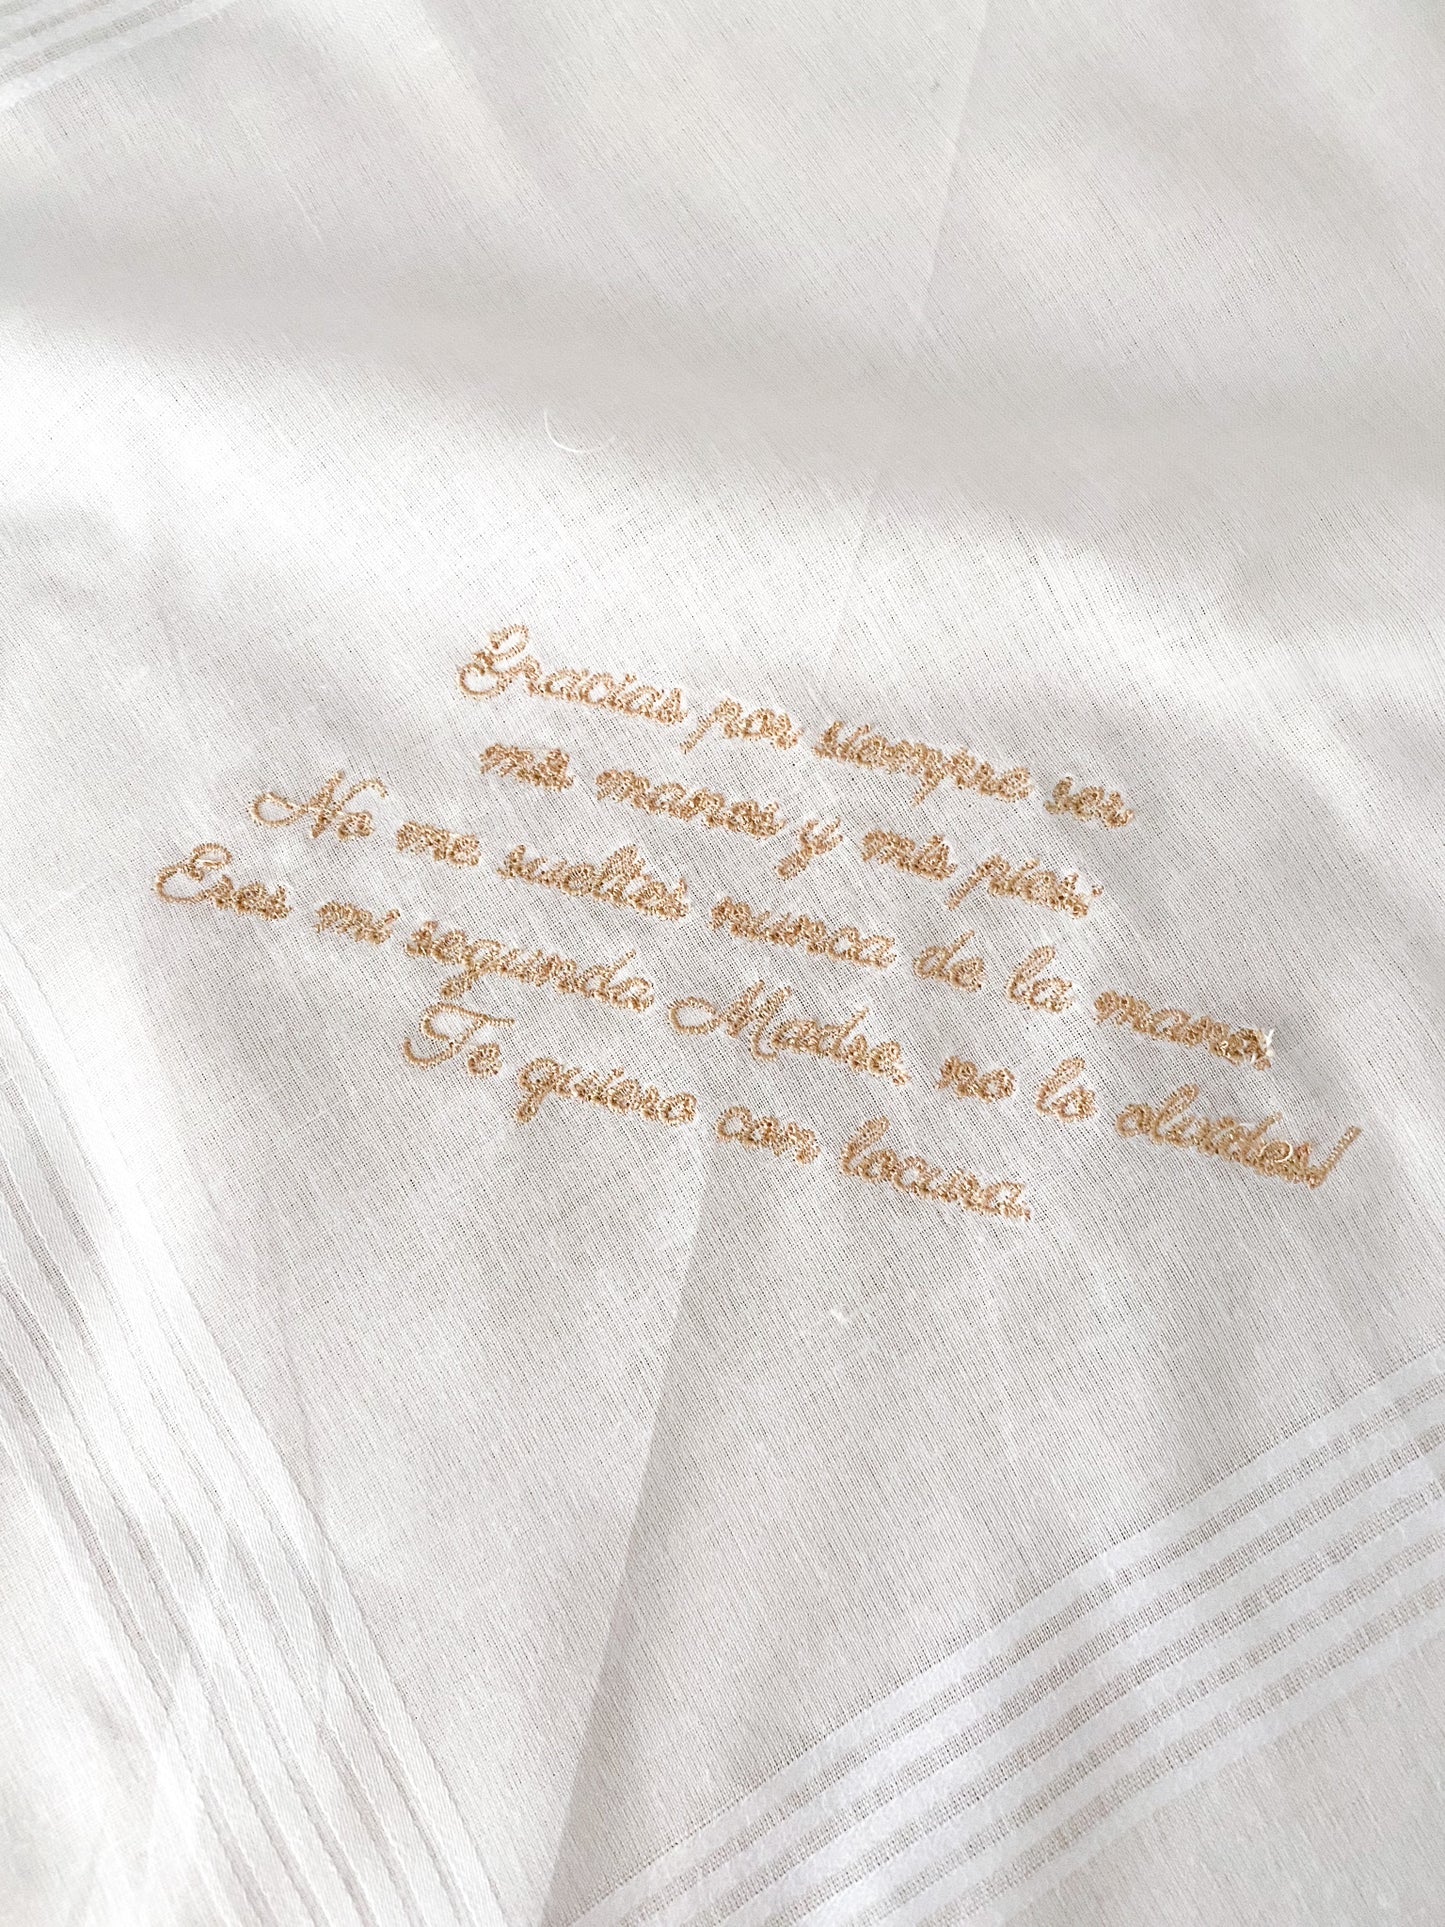 Gracias por siempre ser
mis manos y mis pies.
No me sueltes nunca de la mano,
Eres mi segunda Madre, no lo olvides!
Te quiero con locura.